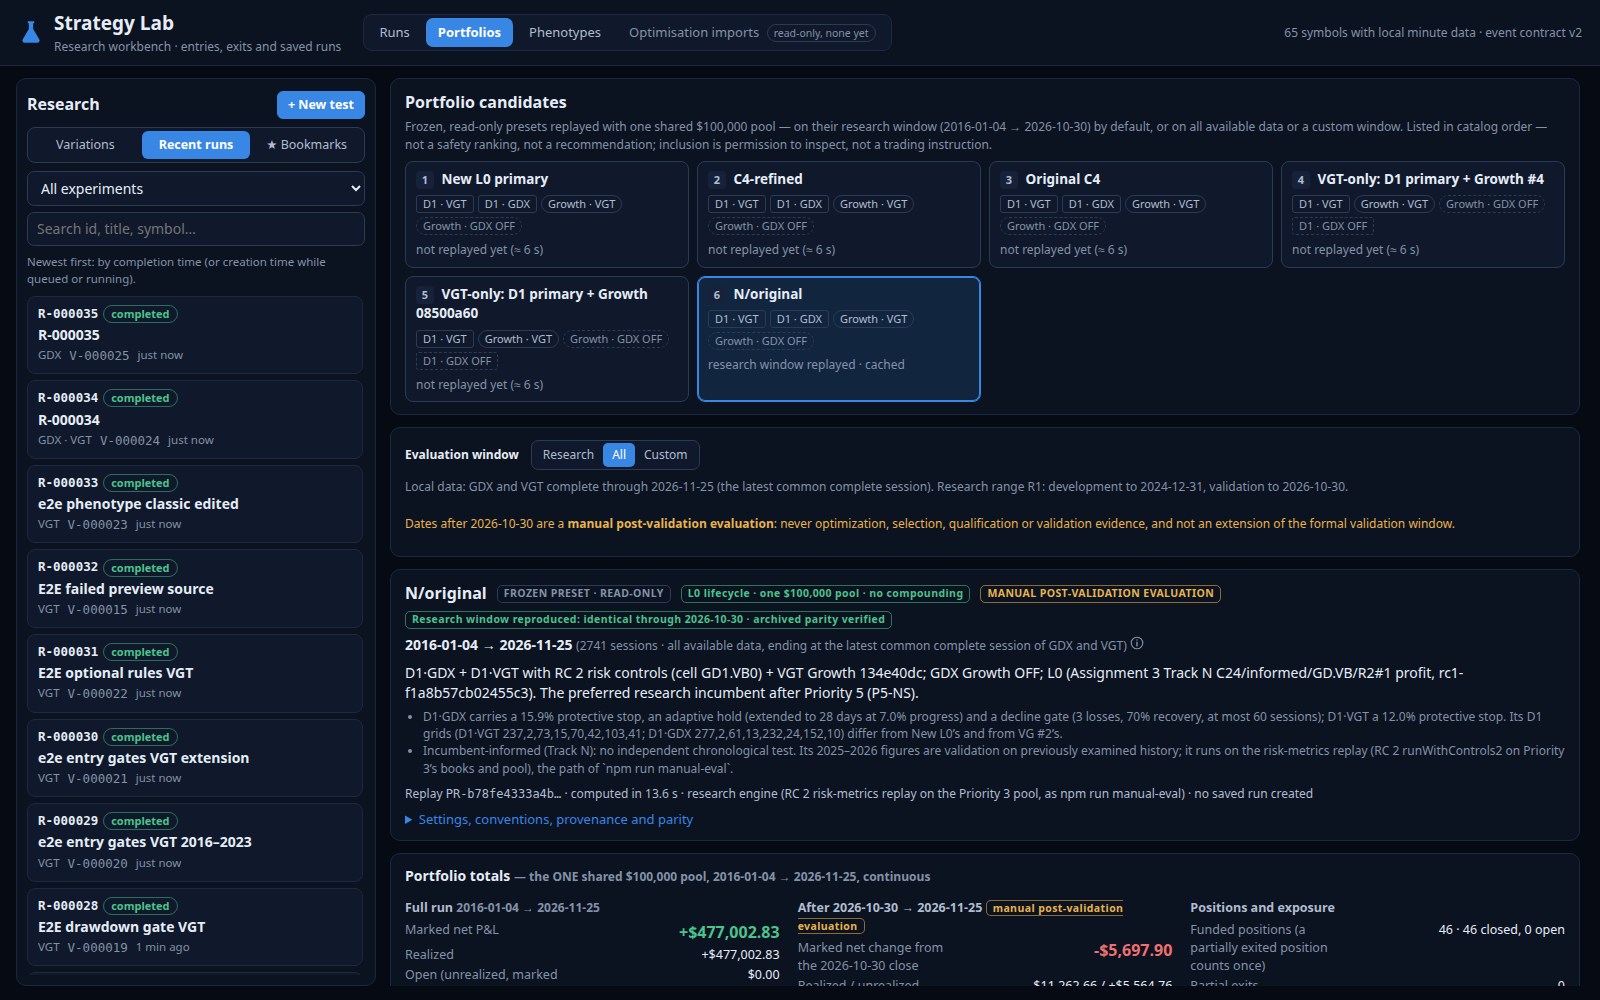 Strategy Lab
Research workbench · entries, exits and saved runs
Runs
Portfolios
Phenotypes
Optimisation imports
read-only, none yet
65 symbols with local minute data · event contract v2
Research
+ New test
Variations
Recent runs
★ Bookmarks
All experiments
Search id, title, symbol...
Newest first: by completion time (or creation time while
queued or running).
R-000035 completed
R-000035
GDX V-000025 just now
R-000034 completed
R-000034
GDX · VGT V-000024 just now
R-000033 completed
e2e phenotype classic edited
VGT V-000023 just now
R-000032 completed
E2E failed preview source
VGT V-000015 just now
R-000031 completed
E2E optional rules VGT
VGT V-000022 just now
R-000030 completed
e2e entry gates VGT extension
VGT V-000021 just now
R-000029 completed
e2e entry gates VGT 2016–2023
VGT V-000020 just now
R-000028 completed
E2E drawdown gate VGT
VGT V-000019 1 min ago
Portfolio candidates
Frozen, read-only presets replayed with one shared $100,000 pool — on their research window (2016-01-04 → 2026-10-30) by default, or on all available data or a custom window. Listed in catalog order —
not a safety ranking, not a recommendation; inclusion is permission to inspect, not a trading instruction.
1 New L0 primary
D1 · VGT D1 · GDX Growth · VGT
Growth · GDX OFF
not replayed yet (≈ 6 s)
2 C4-refined
D1 · VGT D1 · GDX Growth · VGT
Growth · GDX OFF
not replayed yet (≈ 6 s)
3 Original C4
D1 · VGT D1 · GDX Growth · VGT
Growth · GDX OFF
not replayed yet (≈ 6 s)
4 VGT-only: D1 primary + Growth #4
D1 · VGT Growth · VGT Growth · GDX OFF
D1 · GDX OFF
not replayed yet (≈ 6 s)
5 VGT-only: D1 primary + Growth
08500a60
D1 · VGT Growth · VGT Growth · GDX OFF
D1 · GDX OFF
not replayed yet (≈ 6 s)
6 N/original
D1 · VGT D1 · GDX Growth · VGT
Growth · GDX OFF
research window replayed · cached
Evaluation window Research All Custom
Local data: GDX and VGT complete through 2026-11-25 (the latest common complete session). Research range R1: development to 2024-12-31, validation to 2026-10-30.
Dates after 2026-10-30 are a manual post-validation evaluation: never optimization, selection, qualification or validation evidence, and not an extension of the formal validation window.
N/original FROZEN PRESET · READ-ONLY L0 lifecycle · one $100,000 pool · no compounding MANUAL POST-VALIDATION EVALUATION
Research window reproduced: identical through 2026-10-30 · archived parity verified
2016-01-04 → 2026-11-25 (2741 sessions · all available data, ending at the latest common complete session of GDX and VGT)
D1·GDX + D1·VGT with RC 2 risk controls (cell GD1.VB0) + VGT Growth 134e40dc; GDX Growth OFF; L0 (Assignment 3 Track N C24/informed/GD.VB/R2#1 profit, rc1-
f1a8b57cb02455c3). The preferred research incumbent after Priority 5 (P5-NS).
• D1·GDX carries a 15.9% protective stop, an adaptive hold (extended to 28 days at 7.0% progress) and a decline gate (3 losses, 70% recovery, at most 60 sessions); D1·VGT a 12.0% protective stop. Its D1
grids (D1·VGT 237,2,73,15,70,42,103,41; D1·GDX 277,2,61,13,232,24,152,10) differ from New L0's and from VG #2's.
• Incumbent-informed (Track N): no independent chronological test. Its 2025–2026 figures are validation on previously examined history; it runs on the risk-metrics replay (RC 2 runWithControls2 on Priority
3's books and pool), the path of `npm run manual-eval`.
Replay PR-b78fe4333a4b… · computed in 13.6 s · research engine (RC 2 risk-metrics replay on the Priority 3 pool, as npm run manual-eval) · no saved run created
▶ Settings, conventions, provenance and parity
Portfolio totals — the ONE shared $100,000 pool, 2016-01-04 → 2026-11-25, continuous
Full run 2016-01-04 → 2026-11-25
Marked net P&L +$477,002.83
Realized +$477,002.83
Open (unrealized, marked $0.00
After 2026-10-30 → 2026-11-25 manual post-validation
evaluation
Marked net change from
the 2026-10-30 close -$5,697.90
Realized / unrealized -$11,262.66 / +$5,564.76
Positions and exposure
Funded positions (a
partially exited position
counts once) 46 · 46 closed, 0 open
Partial exits 0